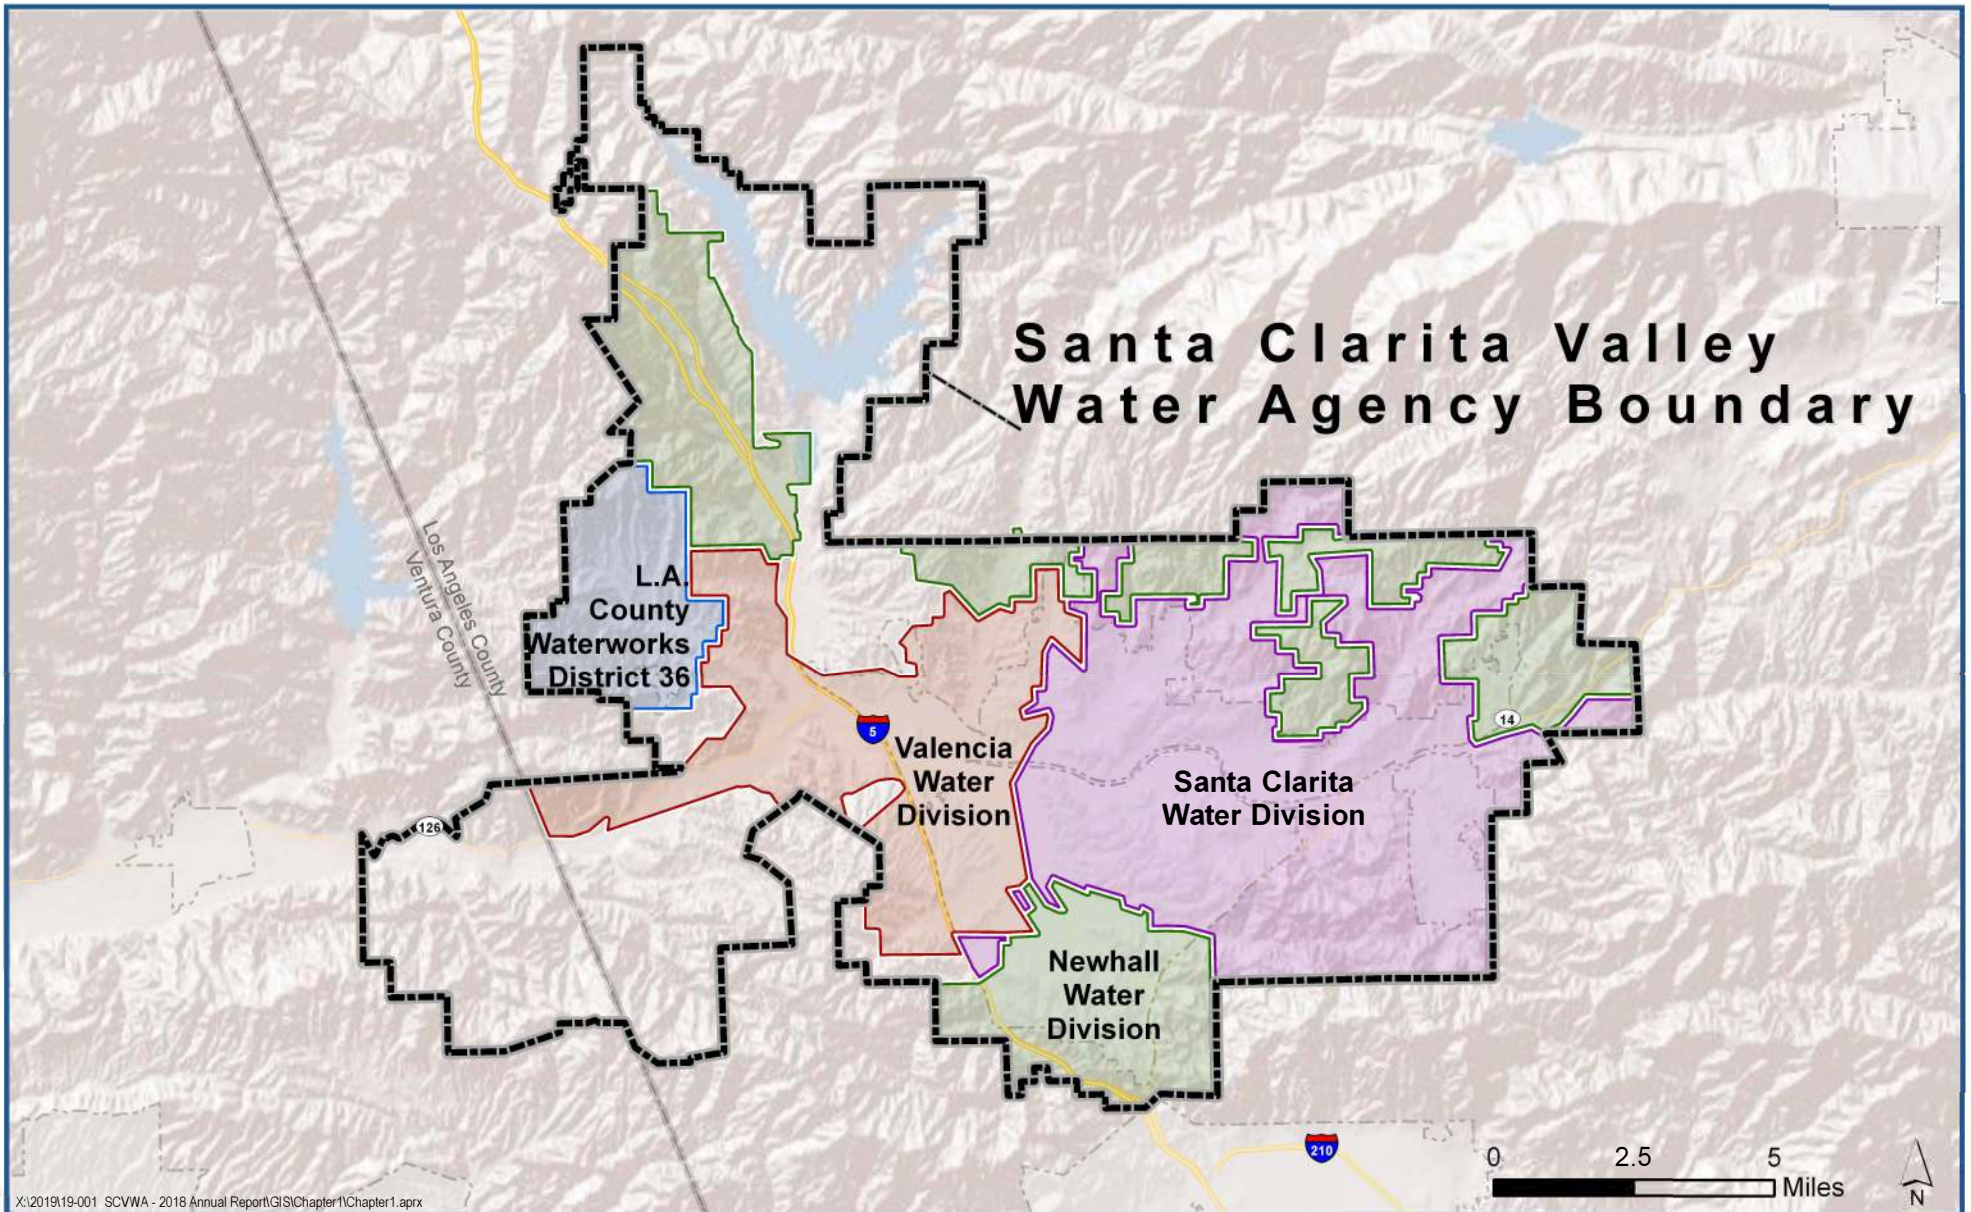 Santa Clarita Valley
Water Agency Boundary
Los Angeles County
Ventura County
L.A.
County
Waterworks
District 36
5
Valencia
Water
Division
Santa Clarita
Water Division
14
126
Newhall
Water
Division
210
0 2.5 5
Miles
N
X:\2019\19-001 SCVWA - 2018 Annual Report\GIS\Chapter1\Chapter1.aprx